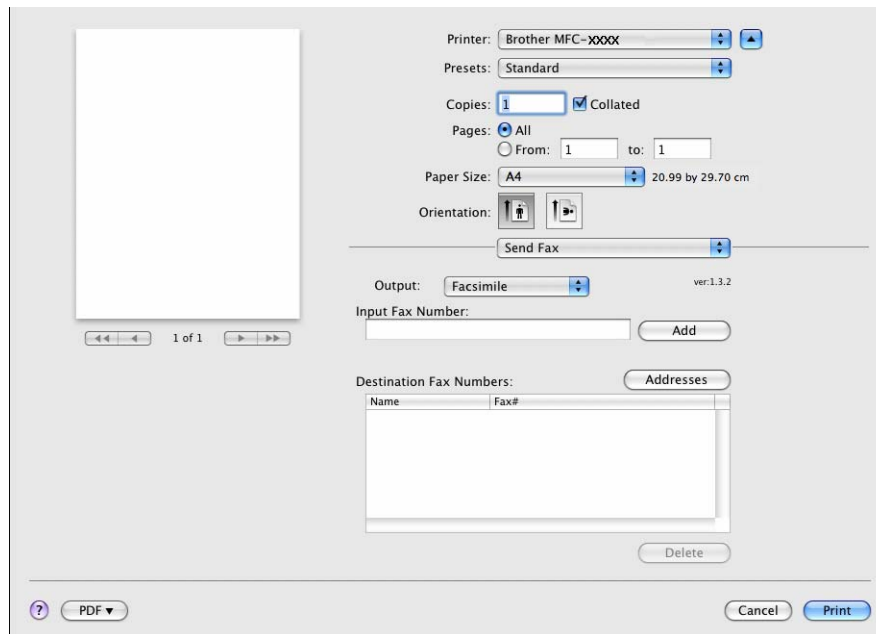 Printer: Brother MFC-XXXX
Presets: Standard
Copies: 1 Collated
Pages: All
From: 1 to: 1
Paper Size: A4 20.99 by 29.70 cm
Orientation:
Send Fax
Output: Facsimile ver:1.3.2
Input Fax Number:
Add
1 of 1
Destination Fax Numbers: Addresses
Name Fax#
Delete
? PDF Cancel Print